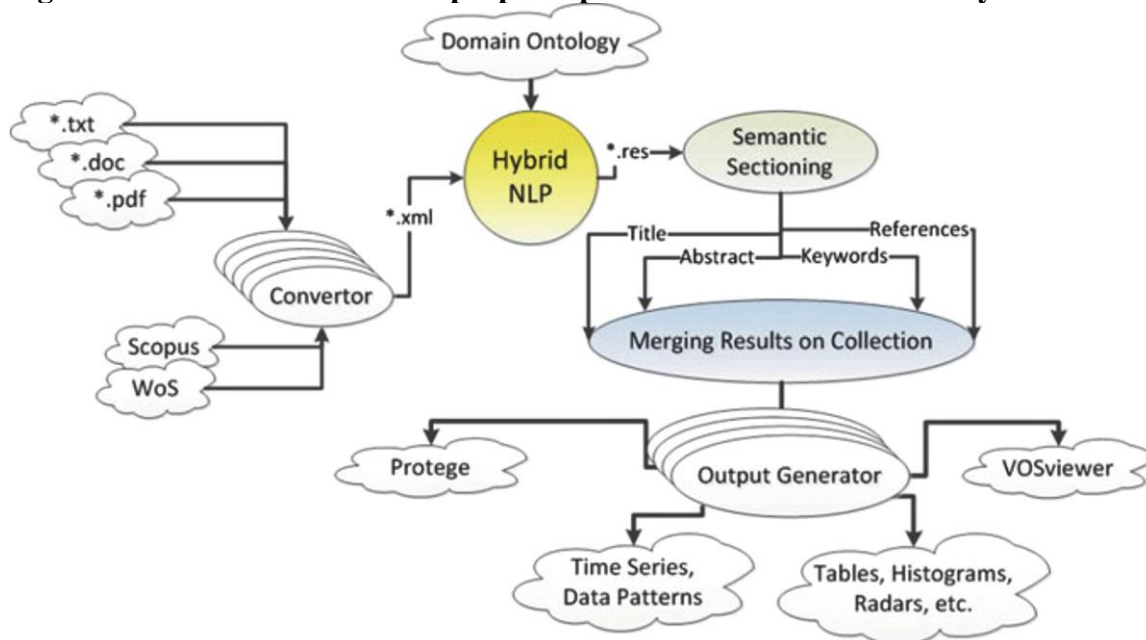 Domain Ontology
*.txt
*.doc
*.pdf
Hybrid
NLP
*.res
Semantic
Sectioning
*.xml
Title
References
Abstract
Keywords
Convertor
Scopus
WoS
Merging Results on Collection
Protege
Output Generator
VOSviewer
Time Series,
Data Patterns
Tables, Histograms,
Radars, etc.